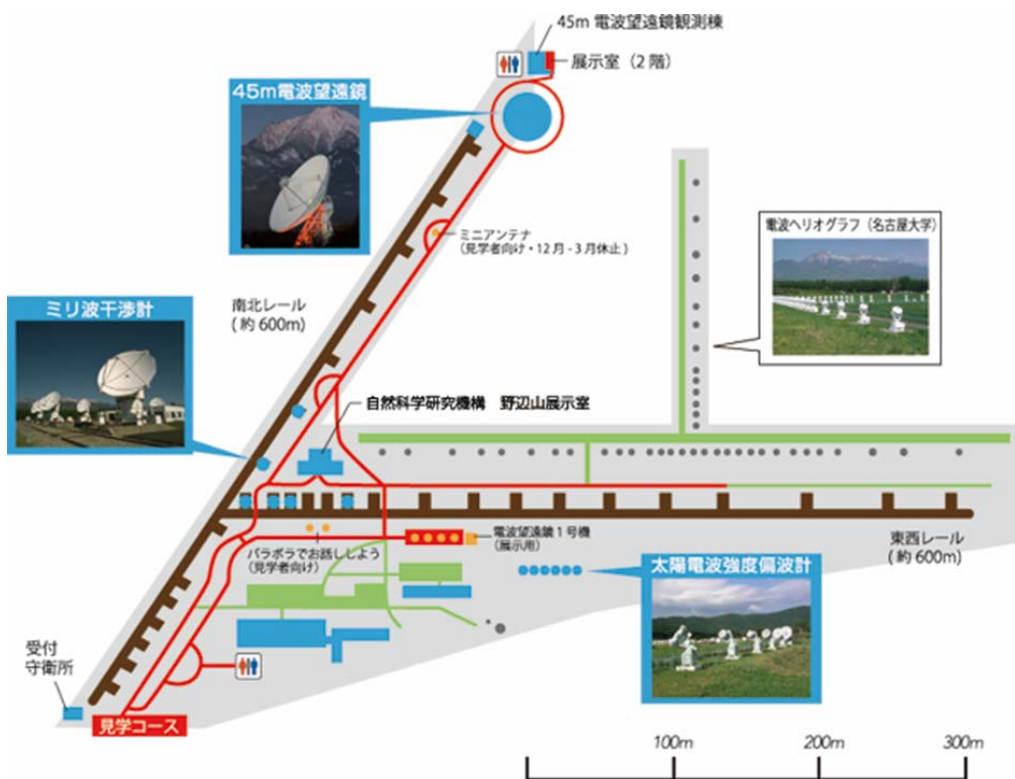 45m 電波望遠鏡観測棟
展示室（2 階）
45m電波望遠鏡
電波ヘリオグラフ（名古屋大学）
ミニアンテナ
（見学者向け・12 月 - 3 月休止）
南北レール
( 約 600m)
ミリ波干渉計
自然科学研究機構　野辺山展示室
電波望遠鏡 1 号機
（展示用）
パラボラでお話ししよう
（見学者向け）
東西レール
( 約 600m)
太陽電波強度偏波計
受付
守衛所
見学コース
100m
200m
300m